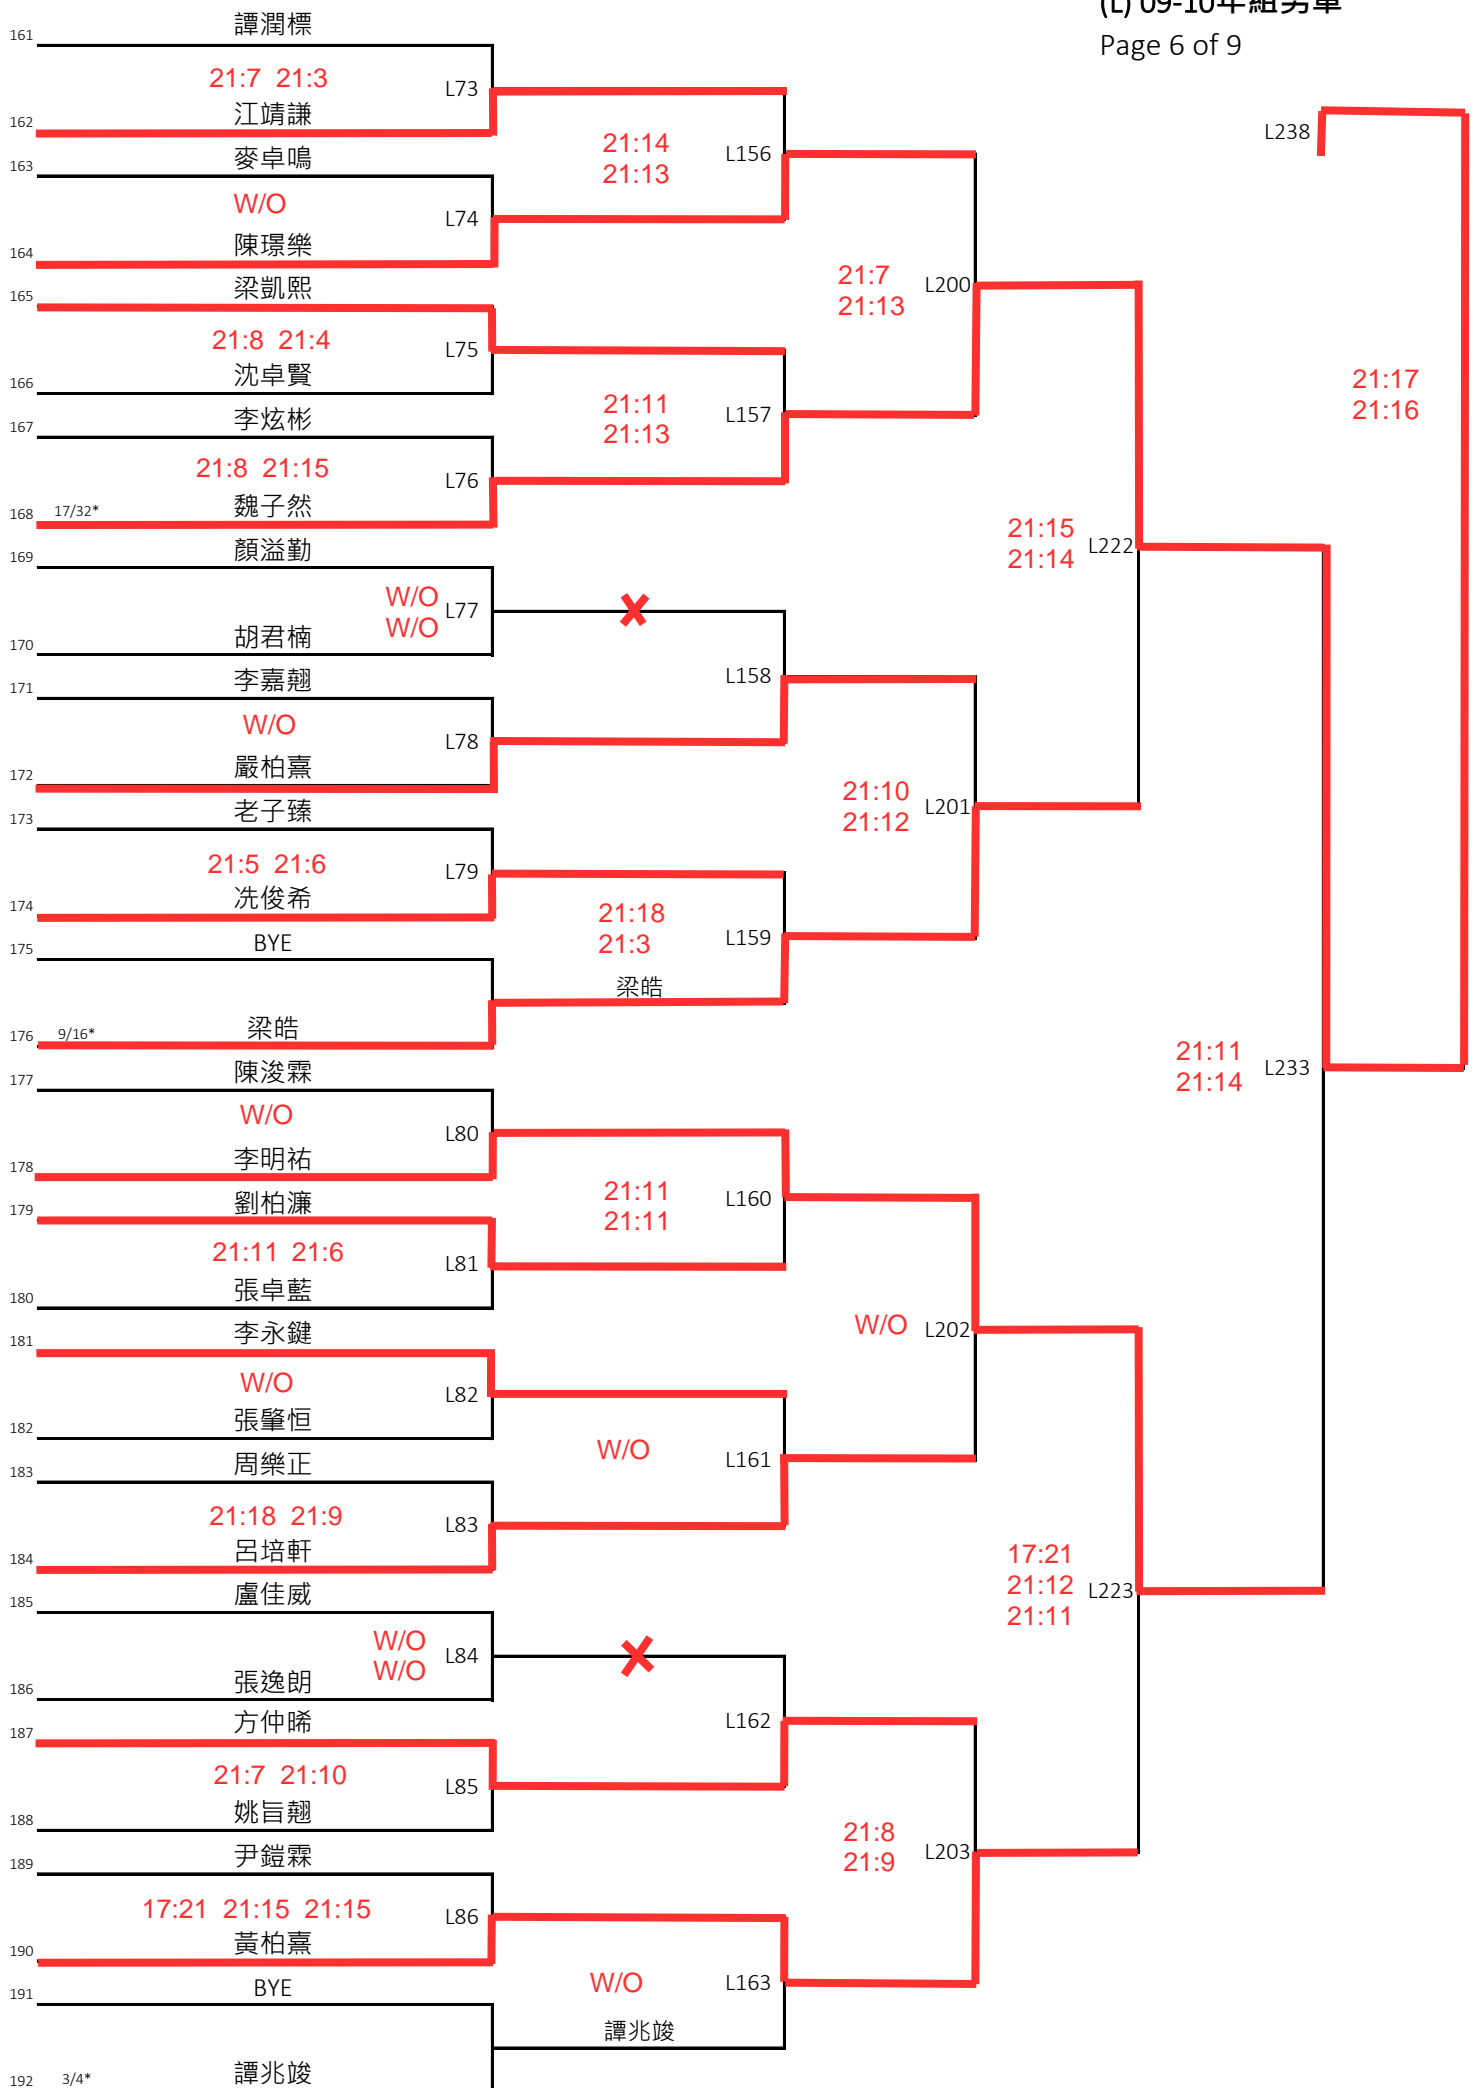 (L) 09-10年組男單
Page 6 of 9
161 譚潤標
21:7 21:3 L73
162 江靖謙
L238
21:14 L156
21:13
163 麥卓鳴
W/O L74
164 陳璟樂
165 梁凱熙
21:7 L200
21:13
21:8 21:4 L75
166 沈卓賢
21:17
21:16
21:11 L157
21:13
167 李炫彬
21:8 21:15 L76
168 17/32* 魏子然
21:15 L222
21:14
169 顏溢勤
W/O L77
W/O
170 胡君楠
L158
171 李嘉翹
W/O L78
172 嚴柏熹
21:10 L201
21:12
173 老子臻
21:5 21:6 L79
174 冼俊希
21:18 L159
21:3
175 BYE
梁皓
176 9/16* 梁皓
21:11 L233
21:14
177 陳浚霖
W/O L80
178 李明祐
21:11 L160
21:11
179 劉柏濂
21:11 21:6 L81
180 張卓藍
W/O L202
181 李永鍵
W/O L82
182 張肇恒
W/O L161
183 周樂正
21:18 21:9 L83
184 呂培軒
17:21
21:12 L223
21:11
185 盧佳威
W/O L84
W/O
186 張逸朗
L162
187 方仲晞
21:7 21:10 L85
188 姚旨翹
21:8 L203
21:9
189 尹鎧霖
17:21 21:15 21:15 L86
190 黃柏熹
W/O L163
191 BYE
譚兆竣
192 3/4* 譚兆竣